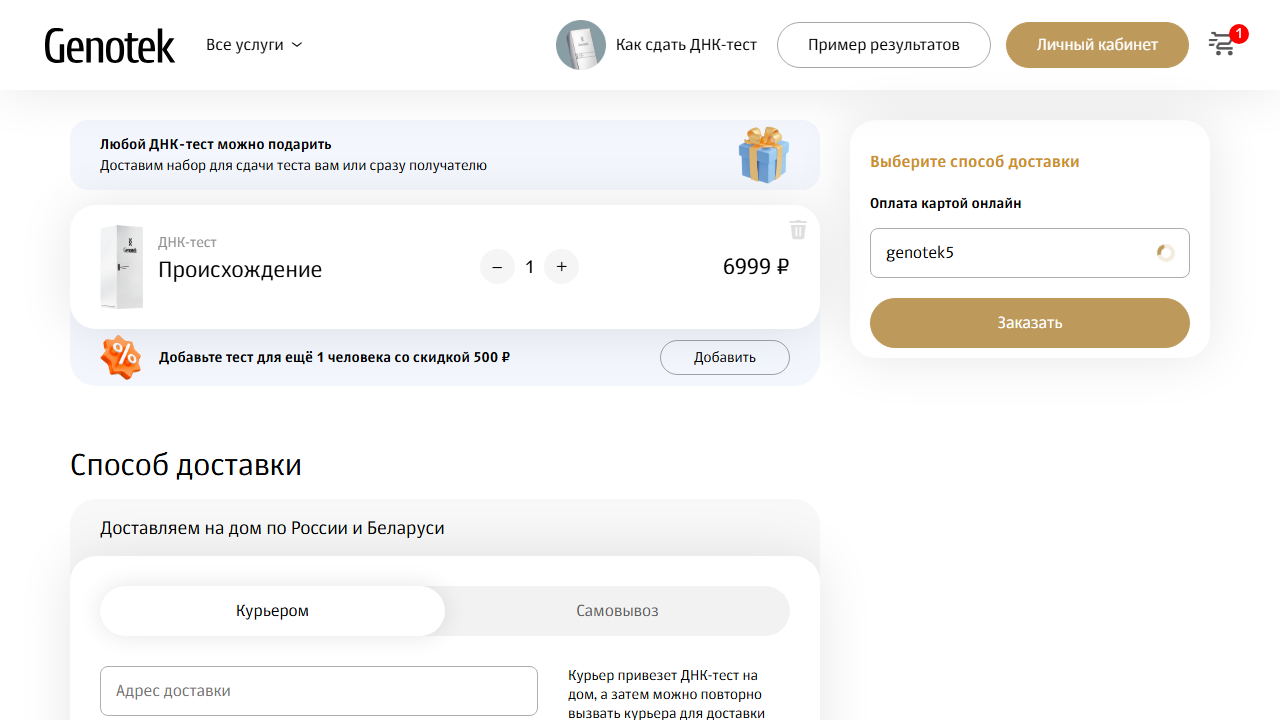 Genotek
Все услуги
Как сдать ДНК-тест
Пример результатов
Личный кабинет
1
Любой ДНК-тест можно подарить
Доставим набор для сдачи теста вам или сразу получателю
ДНК-тест
Происхождение
– 1 +
6999 ₽
Добавьте тест для ещё 1 человека со скидкой 500 ₽
Добавить
Выберите способ доставки
Оплата картой онлайн
genotek5
Заказать
Способ доставки
Доставляем на дом по России и Беларуси
Курьером
Самовывоз
Адрес доставки
Курьер привезет ДНК-тест на
дом, а затем можно повторно
вызвать курьера для доставки